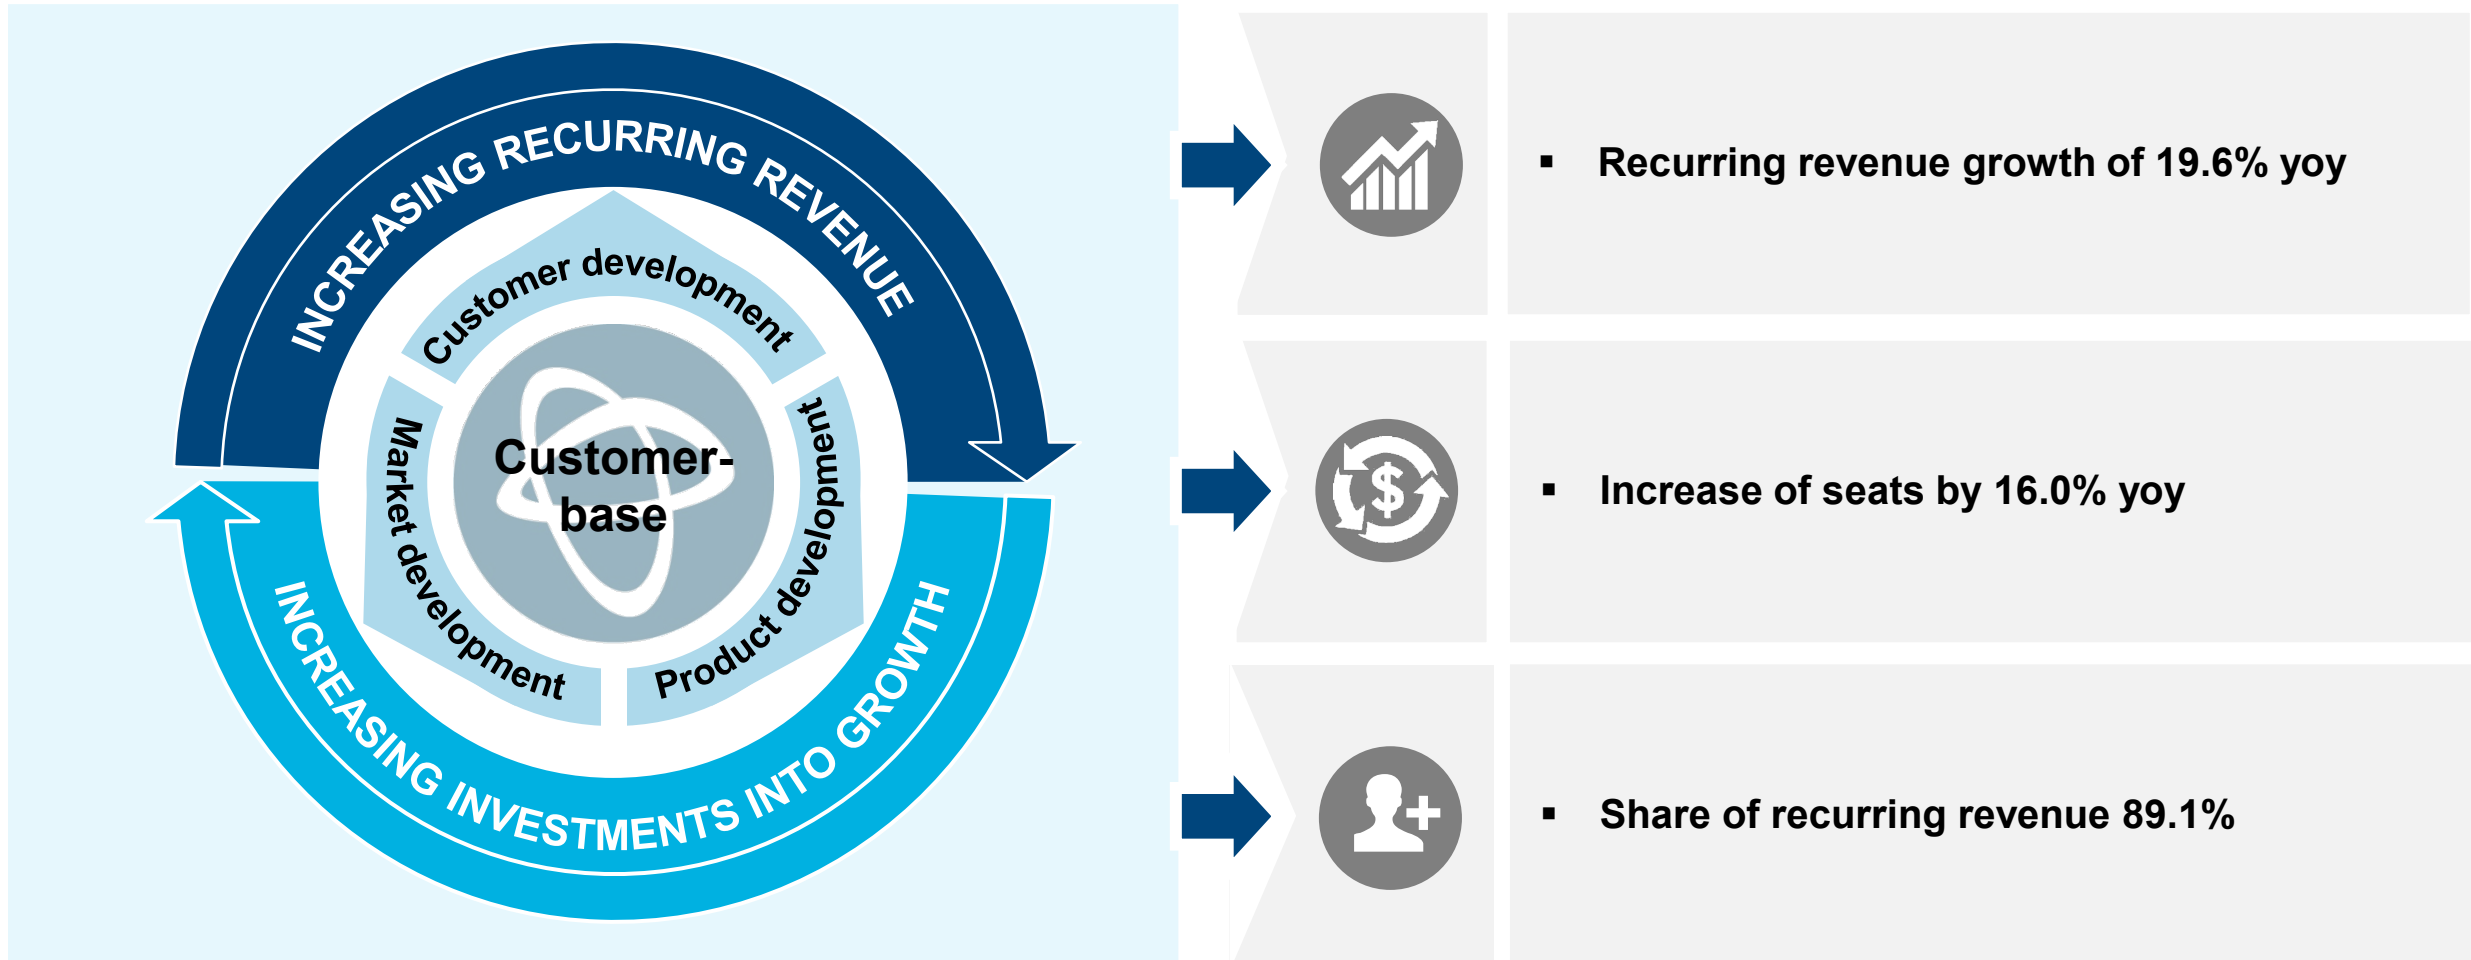 INCREASING RECURRING REVENUE
Customer development
Market development
Product development
Customer-
base
INCREASING INVESTMENTS INTO GROWTH
▪ Recurring revenue growth of 19.6% yoy
$
▪ Increase of seats by 16.0% yoy
▪ Share of recurring revenue 89.1%